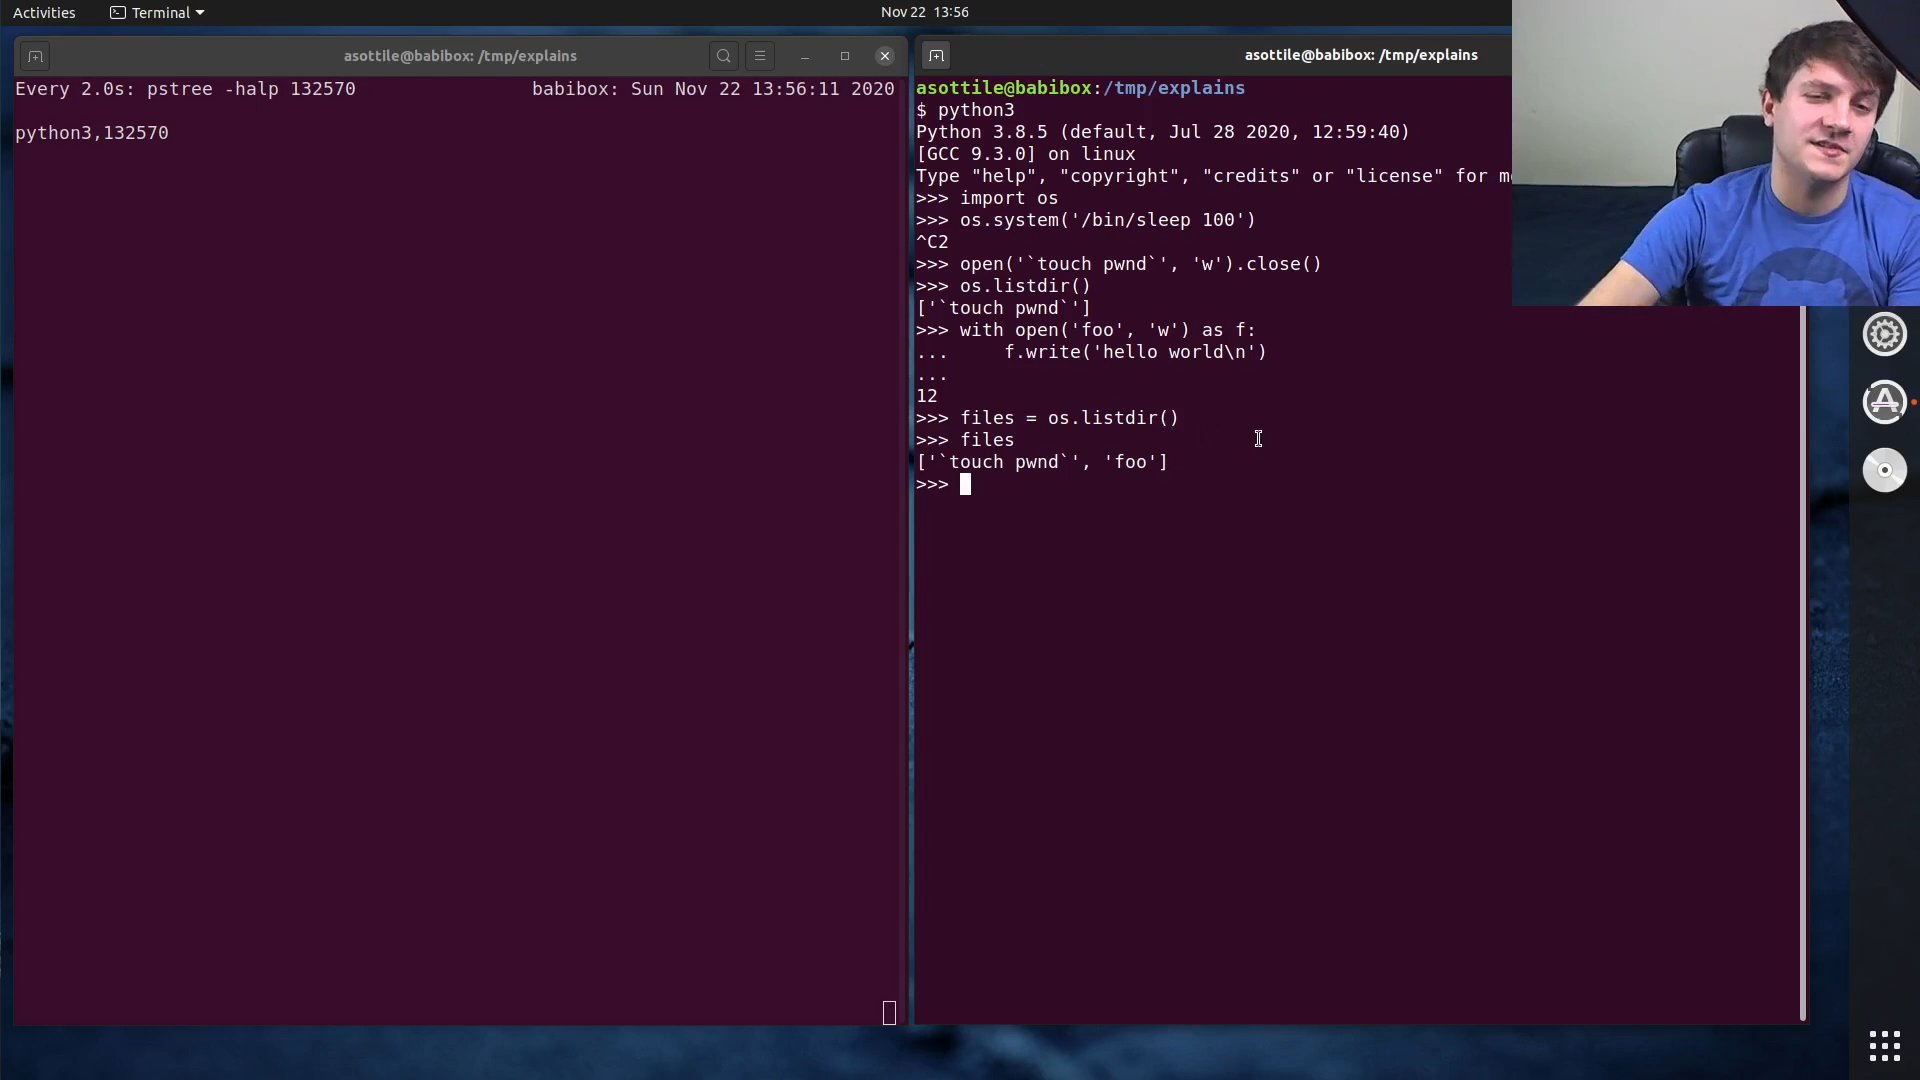 Activities
Terminal
Nov 22 13:56
asottile@babibox: /tmp/explains
Every 2.0s: pstree -halp 132570
babibox: Sun Nov 22 13:56:11 2020
python3,132570
asottile@babibox: /tmp/explains
asottile@babibox:/tmp/explains
$ python3
Python 3.8.5 (default, Jul 28 2020, 12:59:40)
[GCC 9.3.0] on linux
Type "help", "copyright", "credits" or "license" for
>>> import os
>>> os.system('/bin/sleep 100')
^C2
>>> open('`touch pwnd`', 'w').close()
>>> os.listdir()
['`touch pwnd`']
>>> with open('foo', 'w') as f:
...     f.write('hello world\n')
...
12
>>> files = os.listdir()
>>> files
['`touch pwnd`', 'foo']
>>>